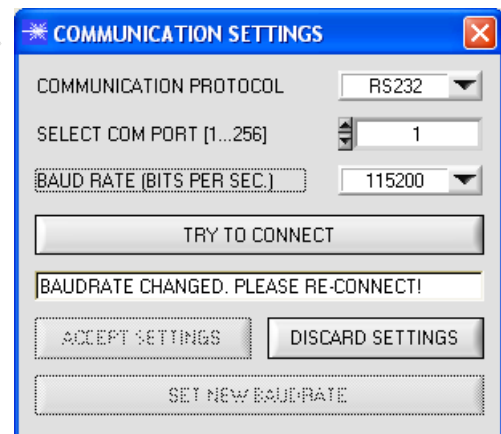 COMMUNICATION SETTINGS
COMMUNICATION PROTOCOL RS232
SELECT COM PORT [1...256] 1
BAUD RATE (BITS PER SEC.) 115200
TRY TO CONNECT
BAUDRATE CHANGED. PLEASE RE-CONNECT!
ACCEPT SETTINGS DISCARD SETTINGS
SET NEW BAUDRATE